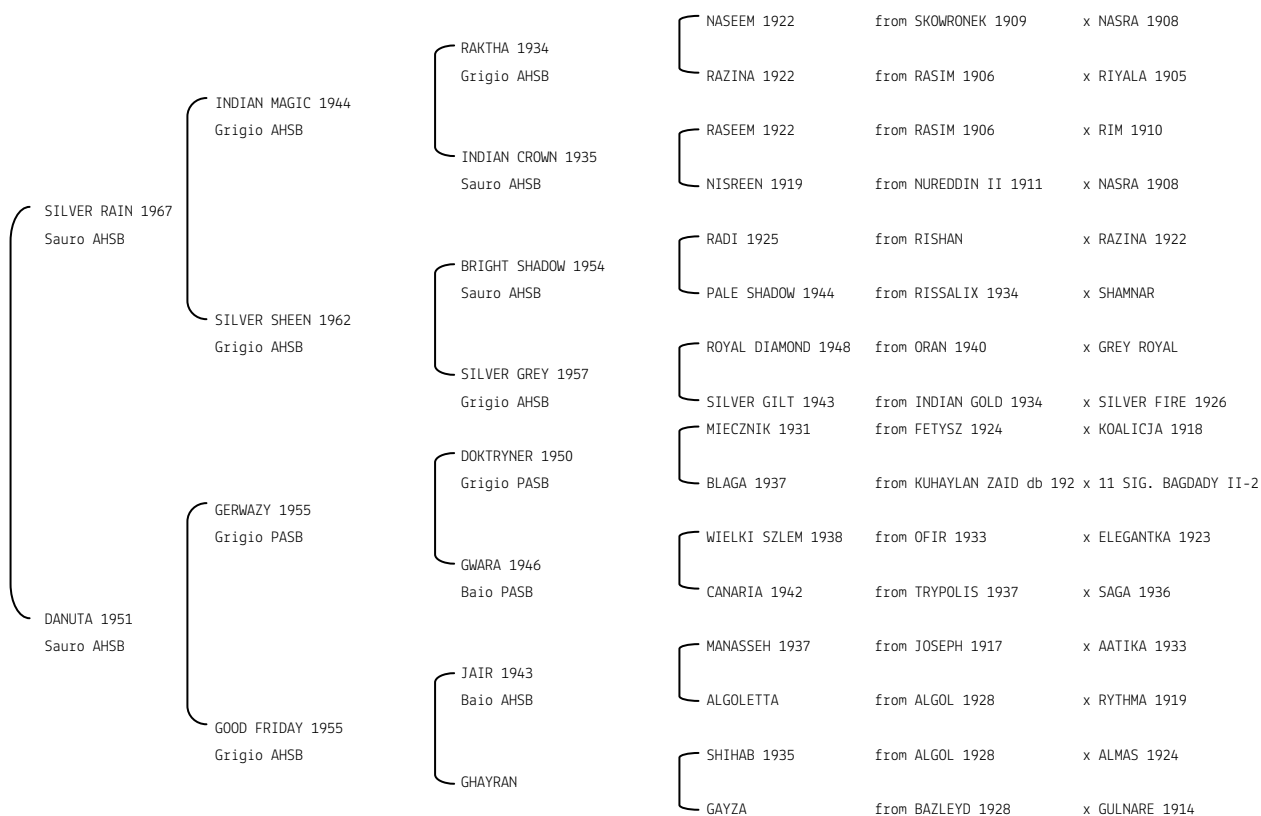 NASEEM 1922 from SKOWRONEK 1909 x NASRA 1908
RAKTHA 1934
Grigio AHSB
RAZINA 1922 from RASIM 1906 x RIYALA 1905
INDIAN MAGIC 1944
Grigio AHSB
RASEEM 1922 from RASIM 1906 x RIM 1910
INDIAN CROWN 1935
Sauro AHSB
NISREEN 1919 from NUREDDIN II 1911 x NASRA 1908
SILVER RAIN 1967
Sauro AHSB
RADI 1925 from RISHAN x RAZINA 1922
BRIGHT SHADOW 1954
Sauro AHSB
PALE SHADOW 1944 from RISSALIX 1934 x SHAMNAR
SILVER SHEEN 1962
Grigio AHSB
ROYAL DIAMOND 1948 from ORAN 1940 x GREY ROYAL
SILVER GREY 1957
Grigio AHSB
SILVER GILT 1943 from INDIAN GOLD 1934 x SILVER FIRE 1926
MIECZNIK 1931 from FETYSZ 1924 x KOALICJA 1918
DOKTRYNER 1950
Grigio PASB
BLAGA 1937 from KUHAYLAN ZAID db 192 x 11 SIG. BAGDADY II-2
GERWAZY 1955
Grigio PASB
WIELKI SZLEM 1938 from OFIR 1933 x ELEGANTKA 1923
GWARA 1946
Baio PASB
CANARIA 1942 from TRYPOLIS 1937 x SAGA 1936
DANUTA 1951
Sauro AHSB
MANASSEH 1937 from JOSEPH 1917 x AATIKA 1933
JAIR 1943
Baio AHSB
ALGOLETTA from ALGOL 1928 x RYTHMA 1919
GOOD FRIDAY 1955
Grigio AHSB
SHIHAB 1935 from ALGOL 1928 x ALMAS 1924
GHAYRAN
GAYZA from BAZLEYD 1928 x GULNARE 1914